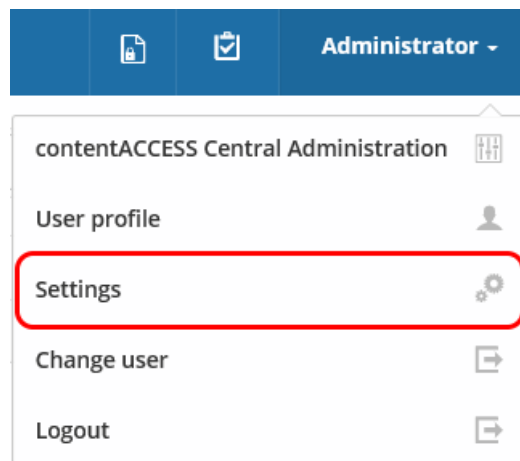 Administrator
contentACCESS Central Administration
User profile
Settings
Change user
Logout